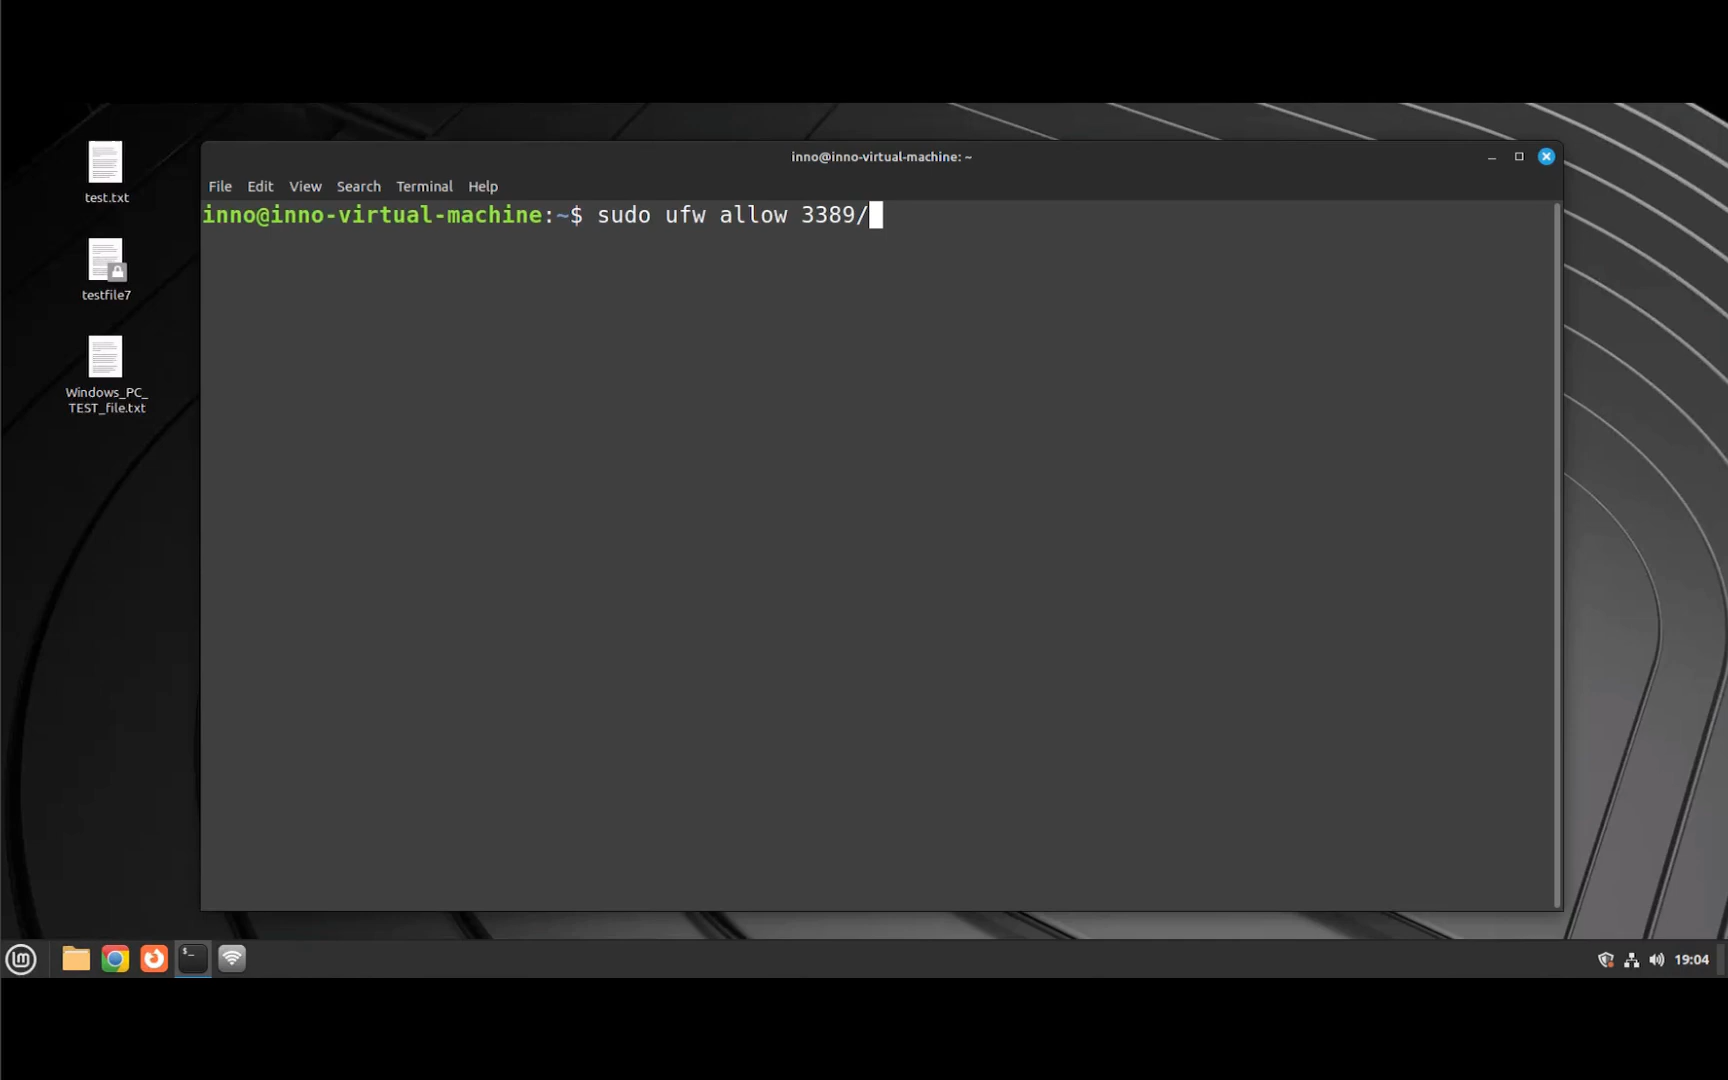 inno@inno-virtual-machine: ~
File Edit View Search Terminal Help
inno@inno-virtual-machine:~$ sudo ufw allow 3389/
test.txt
testfile7
Windows_PC_
TEST_file.txt
19:04